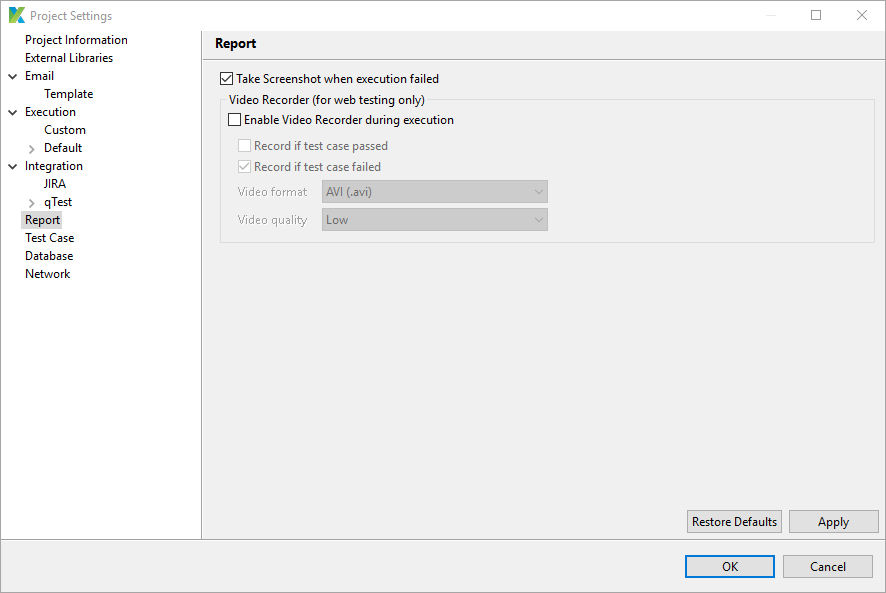 Project Settings
Project Information
External Libraries
Email
Template
Execution
Custom
Default
Integration
JIRA
qTest
Report
Test Case
Database
Network
Report
Take Screenshot when execution failed
Video Recorder (for web testing only)
Enable Video Recorder during execution
Record if test case passed
Record if test case failed
Video format AVI (.avi)
Video quality Low
Restore Defaults Apply
OK Cancel